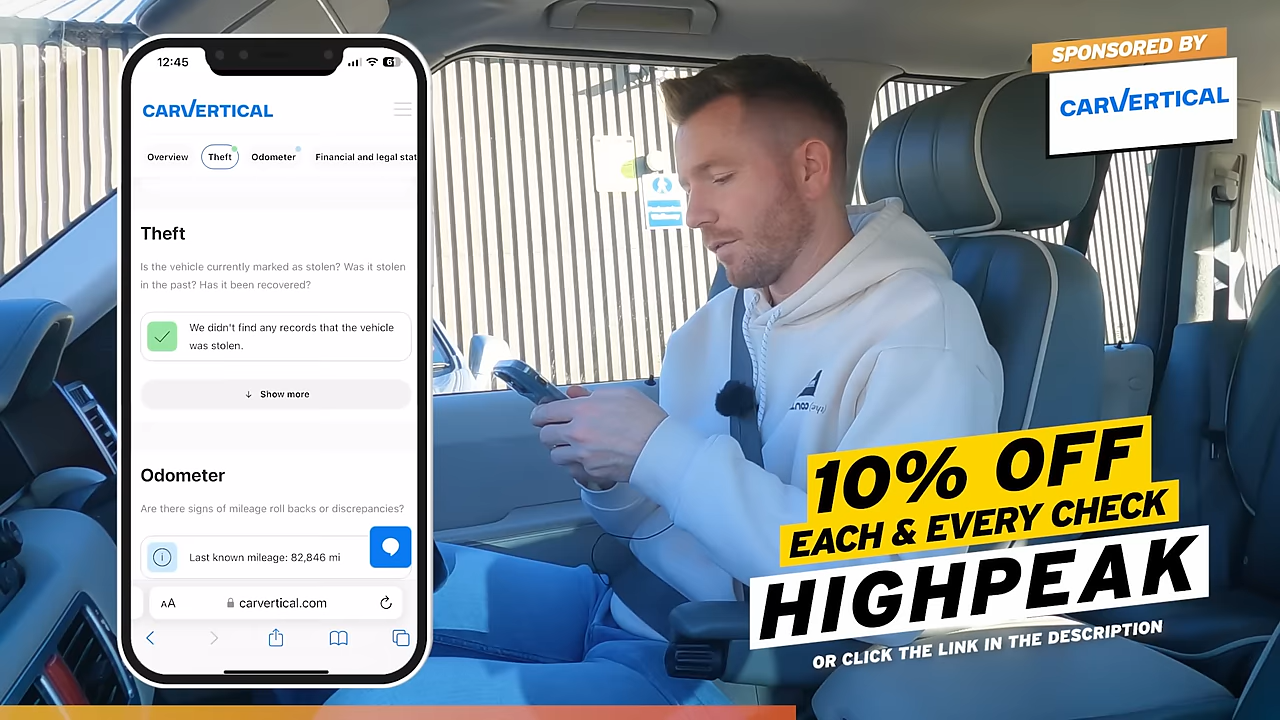 12:45
CARVERTICAL
Overview
Theft
Odometer
Financial and legal stat
Theft
Is the vehicle currently marked as stolen? Was it stolen
in the past? Has it been recovered?
We didn't find any records that the vehicle
was stolen.
↓ Show more
Odometer
Are there signs of mileage roll backs or discrepancies?
Last known mileage: 82,846 mi
AA
carvertical.com
SPONSORED BY
CARVERTICAL
10% OFF
EACH & EVERY CHECK
HIGHPEAK
OR CLICK THE LINK IN THE DESCRIPTION